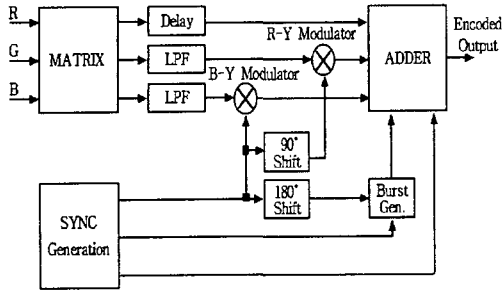 R
G
B
MATRIX
Delay
LPF
LPF
R-Y Modulator
B-Y Modulator
ADDER
Encoded
Output
90°
Shift
180°
Shift
Burst
Gen.
SYNC
Generation